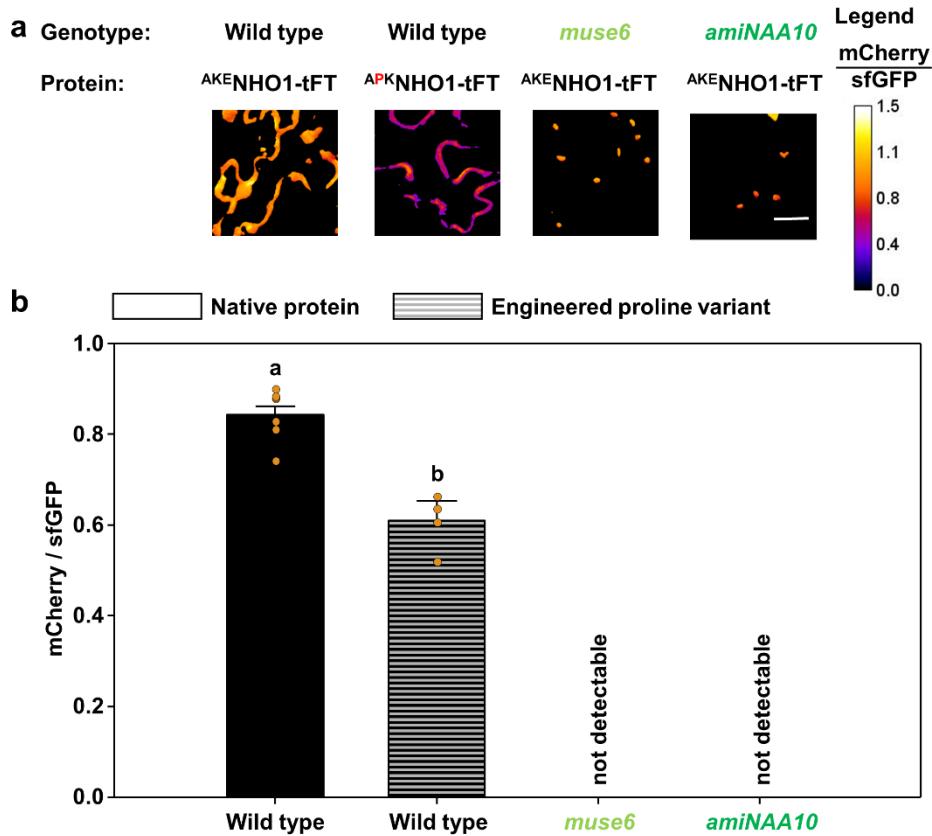 a Genotype: Wild type Wild type muse6 amiNAA10 Legend
mCherry
sfGFP
Protein: AKENHO1-tFT APKNHO1-tFT AKENHO1-tFT AKENHO1-tFT
1.5
1.1
0.8
0.4
0.0
b Native protein Engineered proline variant
mCherry / sfGFP
1.0
0.8
0.6
0.4
0.2
0.0
a
b
not detectable
not detectable
Wild type Wild type muse6 amiNAA10